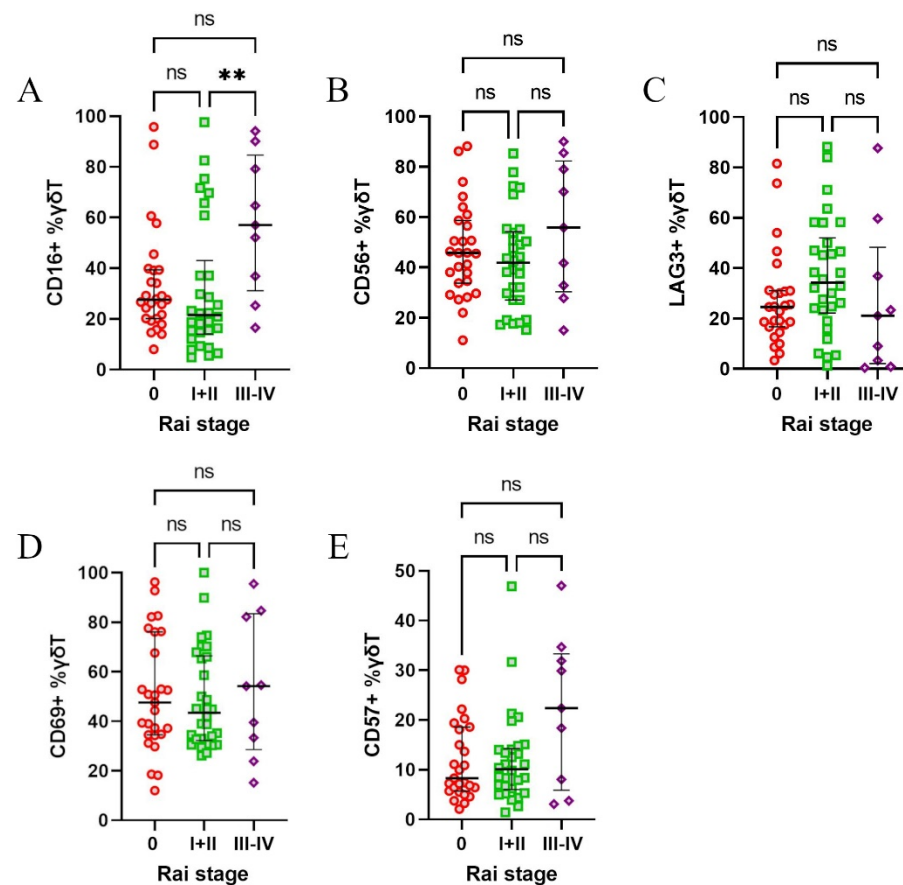 A
ns
ns
**
CD16+ %γδT
100
80
60
40
20
0
0 I+II III-IV
Rai stage
B
ns
ns
ns
CD56+ %γδT
100
80
60
40
20
0
0 I+II III-IV
Rai stage
C
ns
ns
ns
LAG3+ %γδT
100
80
60
40
20
0
0 I+II III-IV
Rai stage
D
ns
ns
ns
CD69+ %γδT
100
80
60
40
20
0
0 I+II III-IV
Rai stage
E
ns
ns
ns
CD57+ %γδT
50
40
30
20
10
0
0 I+II III-IV
Rai stage